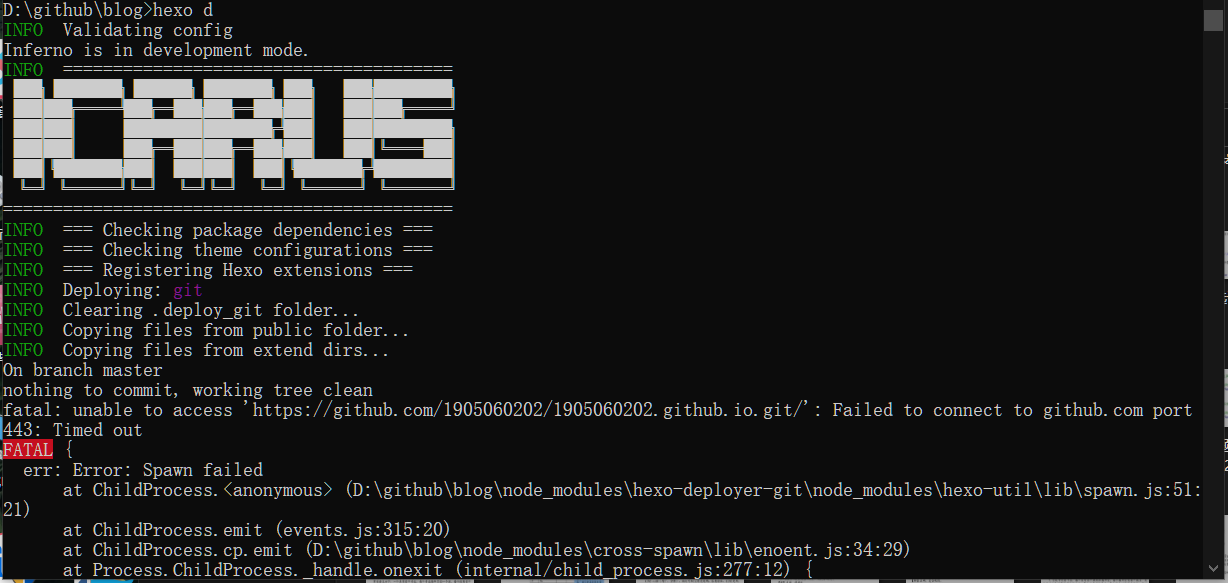 D:\github\blog>hexo d
INFO  Validating config
Inferno is in development mode.
INFO  =======================================
ICARUS
=============================================
INFO  === Checking package dependencies ===
INFO  === Checking theme configurations ===
INFO  === Registering Hexo extensions ===
INFO  Deploying: git
INFO  Clearing .deploy_git folder...
INFO  Copying files from public folder...
INFO  Copying files from extend dirs...
On branch master
nothing to commit, working tree clean
fatal: unable to access 'https://github.com/1905060202/1905060202.github.io.git/': Failed to connect to github.com port
443: Timed out
FATAL {
  err: Error: Spawn failed
      at ChildProcess.<anonymous> (D:\github\blog\node_modules\hexo-deployer-git\node_modules\hexo-util\lib\spawn.js:51:
21)
      at ChildProcess.emit (events.js:315:20)
      at ChildProcess.cp.emit (D:\github\blog\node_modules\cross-spawn\lib\enoent.js:34:29)
      at Process.ChildProcess._handle.onexit (internal/child_process.js:277:12) {